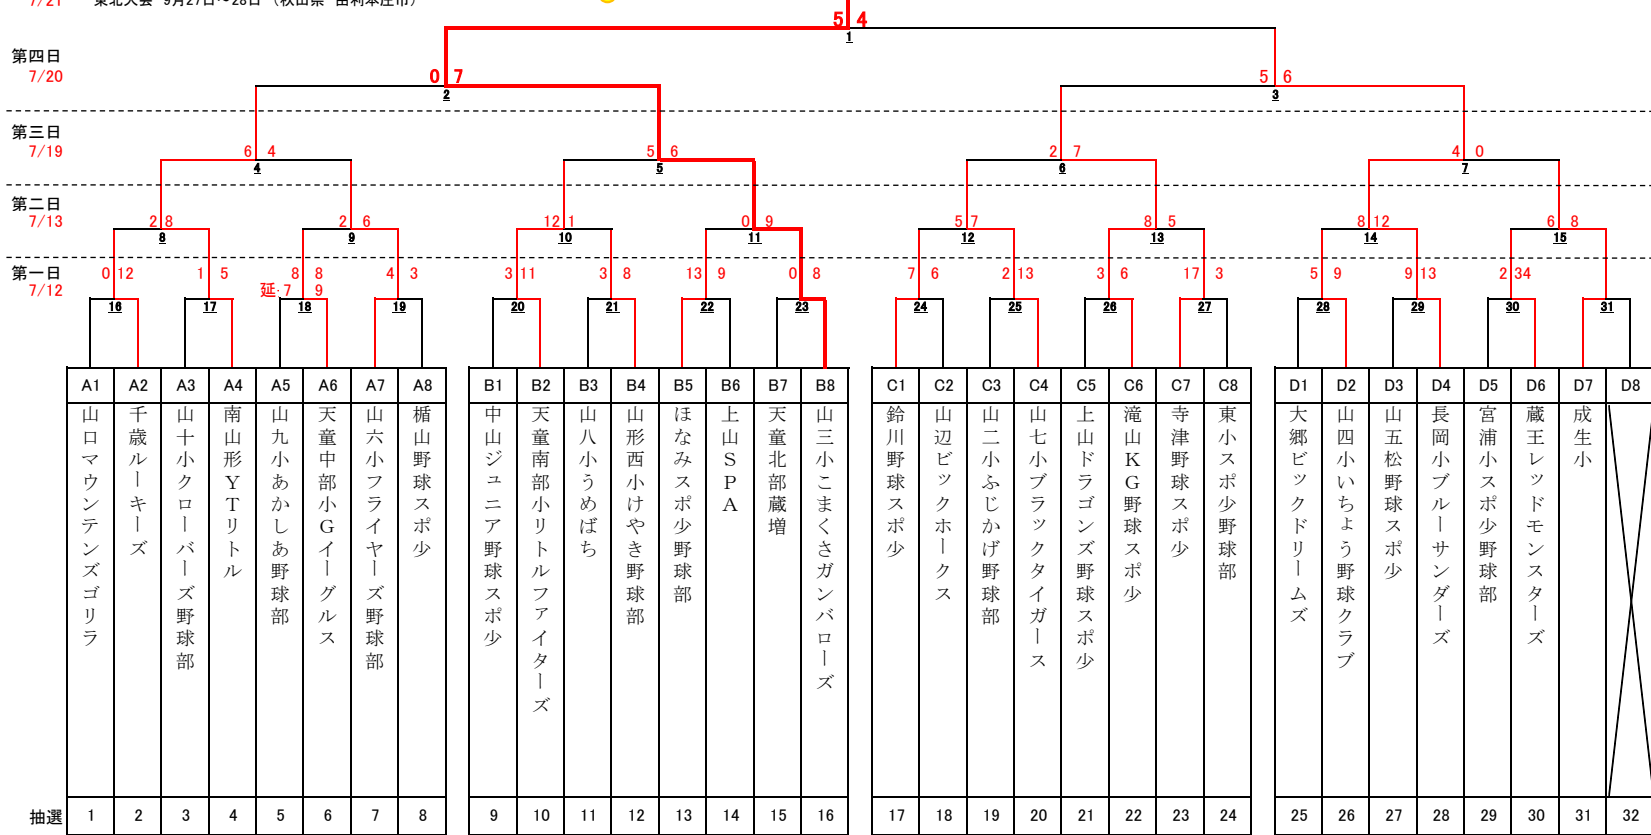 7/21 東北大会 9月27日～28日 （秋田県 由利本庄市）
5 4
1
第四日
7/20
0 7
2
5 6
3
第三日
7/19
6 4
4
5 6
5
2 7
6
4 0
7
第二日
7/13
2 8
8
2 6
9
12 1
10
0 9
11
5 7
12
8 5
13
8 12
14
6 8
15
第一日
7/12
0 12
16
1 5
17
8 8
延·7 9
18
4 3
19
3 11
20
3 8
21
13 9
22
0 8
23
7 6
24
2 13
25
3 6
26
17 3
27
5 9
28
9 13
29
2 34
30
31
A1 A2 A3 A4 A5 A6 A7 A8 B1 B2 B3 B4 B5 B6 B7 B8 C1 C2 C3 C4 C5 C6 C7 C8 D1 D2 D3 D4 D5 D6 D7 D8
山口マウンテンズゴリラ
千歳ルーキーズ
山十小クローバーズ野球部
南山形YTリトル
山九小あかしあ野球部
天童中部小Gイーグルス
山六小フライヤーズ野球部
楯山野球スポ少
中山ジュニア野球スポ少
天童南部小リトルファイターズ
山八小うめばち
山形西小けやき野球部
ほなみスポ少野球部
上山SPA
天童北部蔵増
山三小こまくさガンバローズ
鈴川野球スポ少
山辺ビックホークス
山二小ふじかげ野球部
山七小ブラックタイガース
上山ドラゴンズ野球スポ少
滝山KG野球スポ少
寺津野球スポ少
東小スポ少野球部
大郷ビックドリームズ
山四小いちょう野球クラブ
山五松野球スポ少
長岡小ブルーサンダーズ
宮浦小スポ少野球部
蔵王レッドモンスターズ
成生小
抽選 1 2 3 4 5 6 7 8 9 10 11 12 13 14 15 16 17 18 19 20 21 22 23 24 25 26 27 28 29 30 31 32